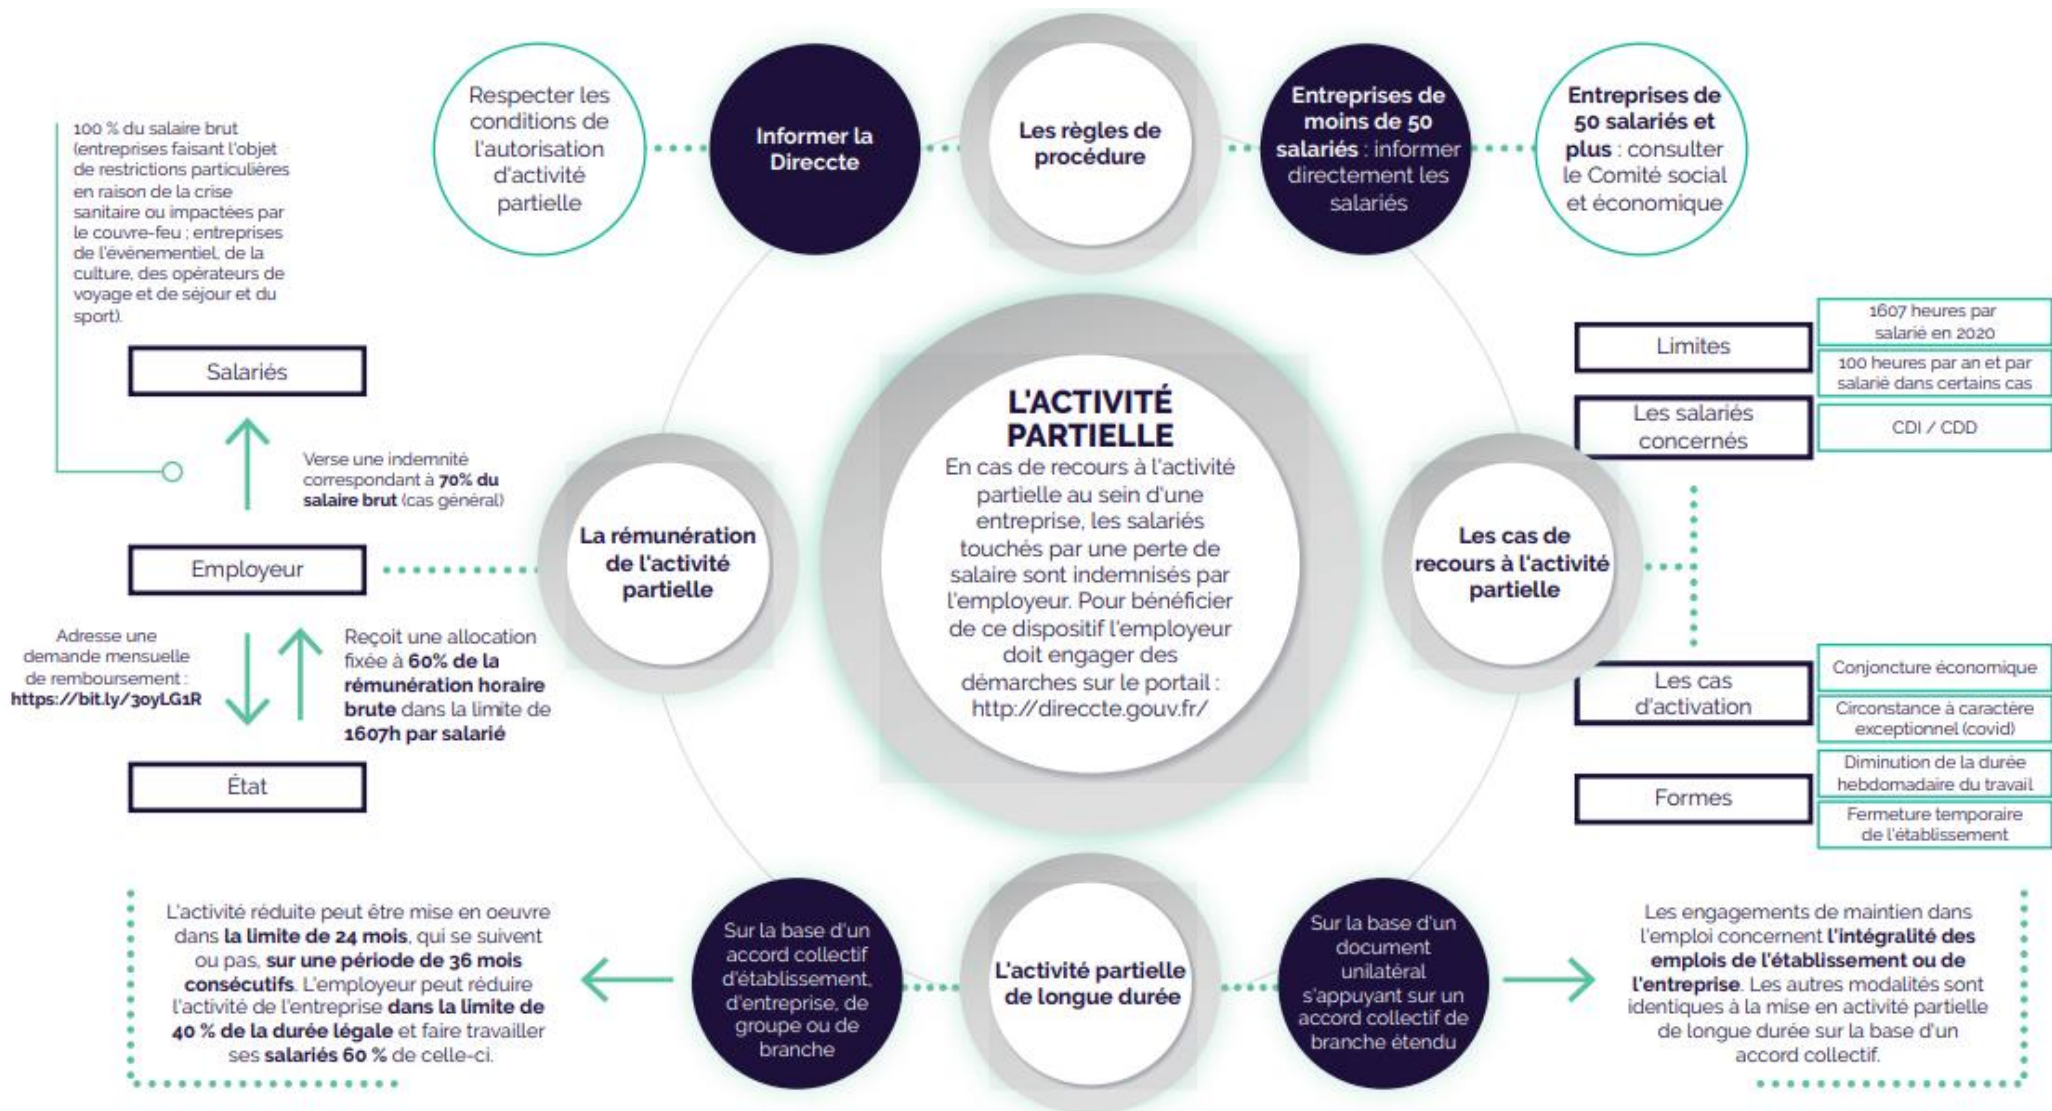 Respecter les
conditions de
l'autorisation
d'activité
partielle
Informer la
Direccte
Les règles de
procédure
Entreprises de
moins de 50
salariés : informer
directement les
salariés
Entreprises de
50 salariés et
plus : consulter
le Comité social
et économique
100 % du salaire brut
(entreprises faisant l'objet
de restrictions particulières
en raison de la crise
sanitaire ou impactées par
le couvre-feu ; entreprises
de l'événementiel, de la
culture, des opérateurs de
voyage et de séjour et du
sport).
Salariés
Verse une indemnité
correspondant à 70% du
salaire brut (cas général)
Employeur
Adresse une
demande mensuelle
de remboursement :
https://bit.ly/3oyLG1R
Reçoit une allocation
fixée à 60% de la
rémunération horaire
brute dans la limite de
1607h par salarié
État
La rémunération
de l'activité
partielle
L'ACTIVITÉ
PARTIELLE
En cas de recours à l'activité
partielle au sein d'une
entreprise, les salariés
touchés par une perte de
salaire sont indemnisés par
l'employeur. Pour bénéficier
de ce dispositif l'employeur
doit engager des
démarches sur le portail :
http://direccte.gouv.fr/
Les cas de
recours à l'activité
partielle
Limites
1607 heures par
salarié en 2020
100 heures par an et par
salarié dans certains cas
Les salariés
concernés
CDI / CDD
Les cas
d'activation
Conjoncture économique
Circonstance à caractère
exceptionnel (covid)
Formes
Diminution de la durée
hebdomadaire du travail
Fermeture temporaire
de l'établissement
L'activité réduite peut être mise en oeuvre
dans la limite de 24 mois, qui se suivent
ou pas, sur une période de 36 mois
consécutifs. L'employeur peut réduire
l'activité de l'entreprise dans la limite de
40 % de la durée légale et faire travailler
ses salariés 60 % de celle-ci.
Sur la base d'un
accord collectif
d'établissement,
d'entreprise, de
groupe ou de
branche
L'activité partielle
de longue durée
Sur la base d'un
document
unilatéral
s'appuyant sur un
accord collectif de
branche étendu
Les engagements de maintien dans
l'emploi concernent l'intégralité des
emplois de l'établissement ou de
l'entreprise. Les autres modalités sont
identiques à la mise en activité partielle
de longue durée sur la base d'un
accord collectif.